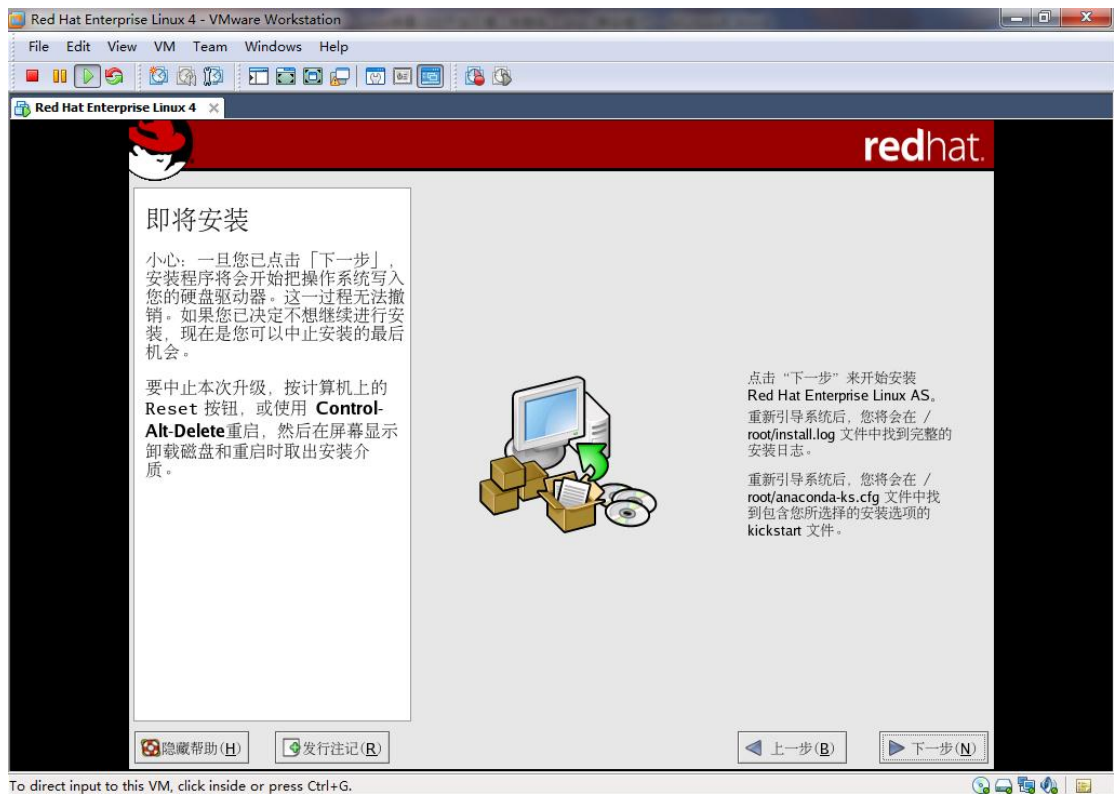 Red Hat Enterprise Linux 4 - VMware Workstation
File Edit View VM Team Windows Help
Red Hat Enterprise Linux 4
redhat.
即将安装
小心: 一旦您已点击「下一步」,
安装程序将会开始把操作系统写入
您的硬盘驱动器。这一过程无法撤
销。如果您已决定不想继续进行安
装, 现在是您可以中止安装的最后
机会。
要中止本次升级, 按计算机上的
Reset 按钮, 或使用 Control-
Alt-Delete重启, 然后在屏幕显示
卸载磁盘和重启时取出安装介
质。
点击 “下一步” 来开始安装
Red Hat Enterprise Linux AS。
重新引导系统后, 您将会在 /
root/install.log 文件中找到完整的
安装日志。
重新引导系统后, 您将会在 /
root/anaconda-ks.cfg 文件中找
到包含您所选择的安装选项的
kickstart 文件。
隐藏帮助(H)
发行注记(R)
上一步(B)
下一步(N)
To direct input to this VM, click inside or press Ctrl+G.